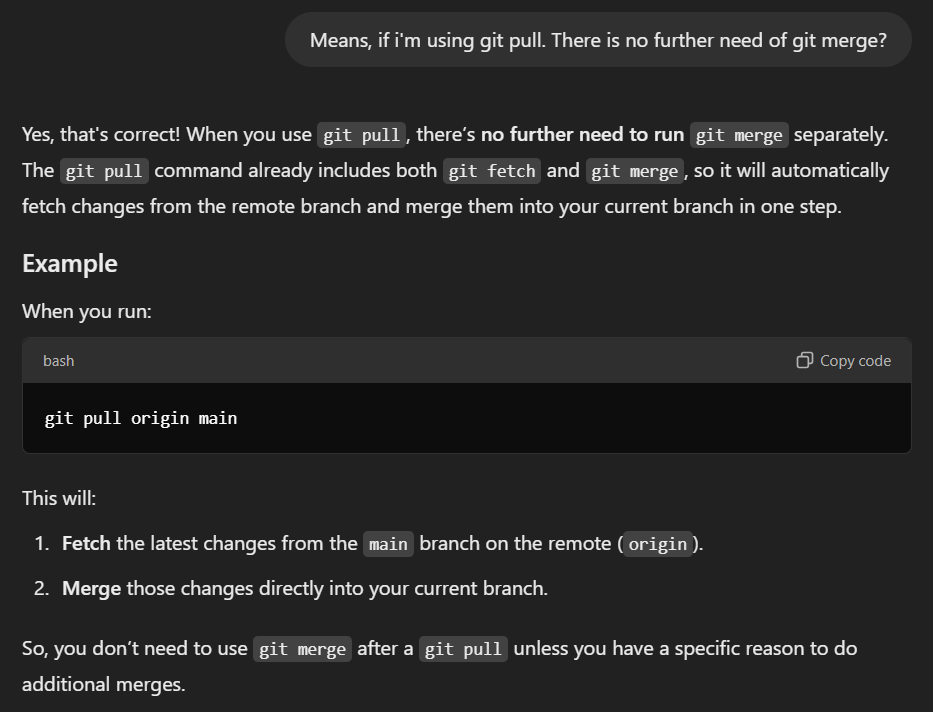 Means, if i'm using git pull. There is no further need of git merge?
Yes, that's correct! When you use git pull, there’s no further need to run git merge separately.
The git pull command already includes both git fetch and git merge, so it will automatically
fetch changes from the remote branch and merge them into your current branch in one step.
Example
When you run:
bash Copy code
git pull origin main
This will:
1. Fetch the latest changes from the main branch on the remote (origin).
2. Merge those changes directly into your current branch.
So, you don’t need to use git merge after a git pull unless you have a specific reason to do
additional merges.